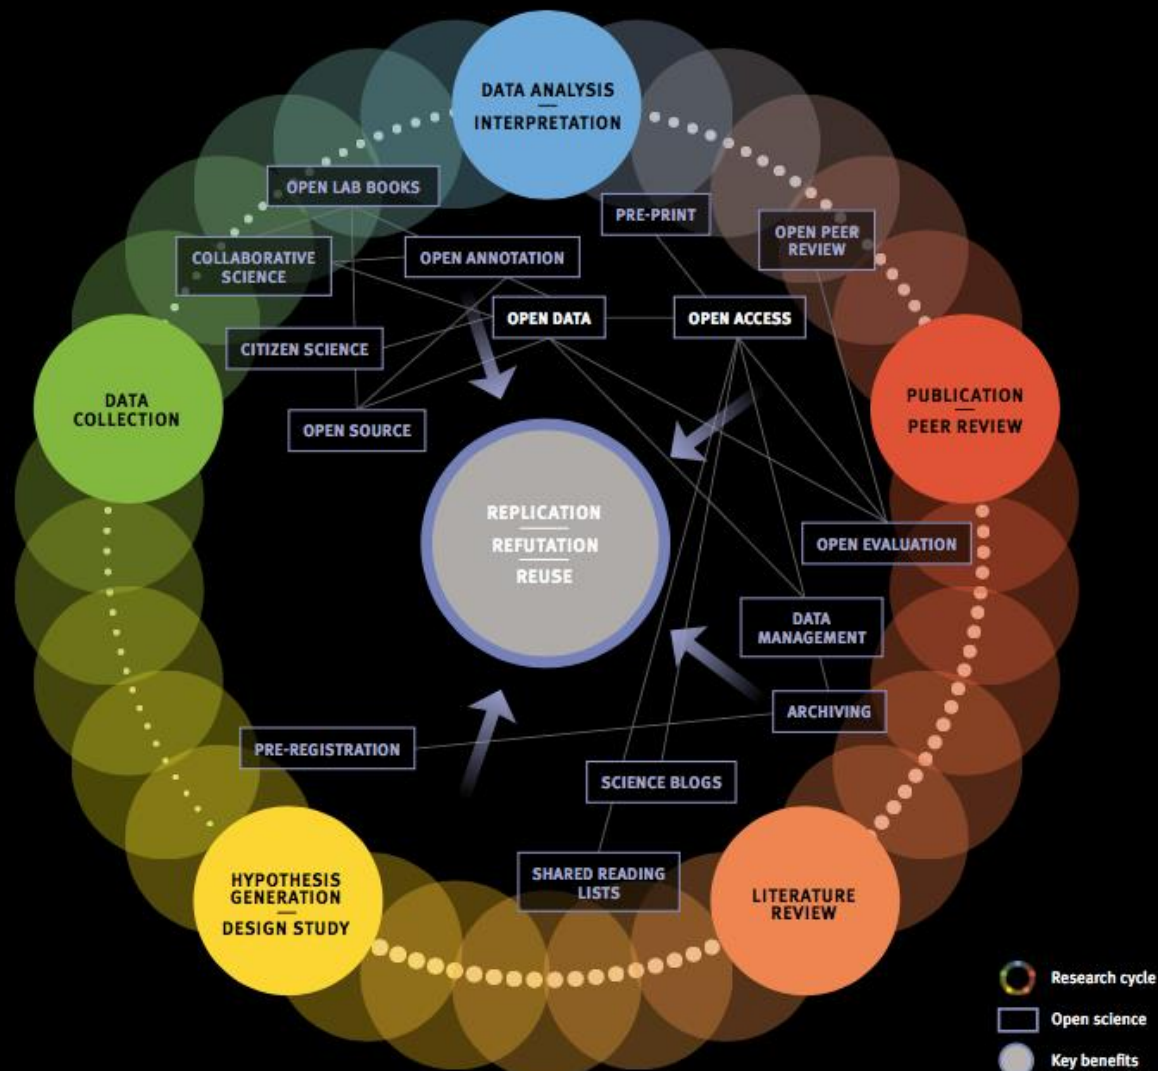 DATA ANALYSIS
INTERPRETATION
OPEN LAB BOOKS
PRE-PRINT
OPEN PEER
REVIEW
COLLABORATIVE
SCIENCE
OPEN ANNOTATION
OPEN DATA
OPEN ACCESS
CITIZEN SCIENCE
DATA
COLLECTION
PUBLICATION
PEER REVIEW
OPEN SOURCE
REPLICATION
REFUTATION
REUSE
OPEN EVALUATION
DATA
MANAGEMENT
ARCHIVING
PRE-REGISTRATION
SCIENCE BLOGS
SHARED READING
LISTS
HYPOTHESIS
GENERATION
DESIGN STUDY
LITERATURE
REVIEW
Research cycle
Open science
Key benefits